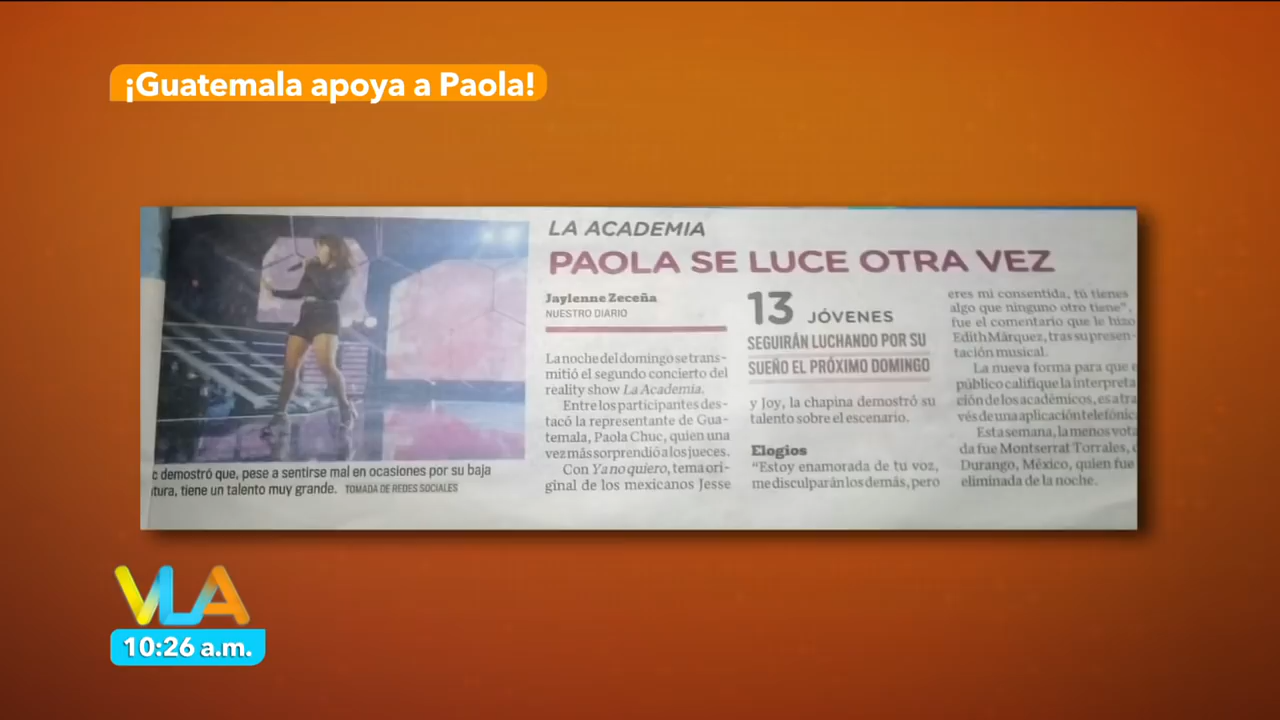 ¡Guatemala apoya a Paola!
LA ACADEMIA
PAOLA SE LUCE OTRA VEZ
Jaylenne Zeceña
NUESTRO DIARIO
La noche del domingo se trans-
mitió el segundo concierto del
reality show La Academia.
Entre los participantes des-
tacó la representante de Gua-
temala, Paola Chuc, quien una
vez más sorprendió a los jueces.
Con Ya no quiero, tema ori-
ginal de los mexicanos Jesse
13 JÓVENES
SEGUIRÁN LUCHANDO POR SU
SUEÑO EL PRÓXIMO DOMINGO
y Joy, la chapina demostró su
talento sobre el escenario.
Elogios
“Estoy enamorada de tu voz,
me disculparán los demás, pero
eres mi consentida, tú tienes
algo que ninguno otro tiene”,
fue el comentario que le hizo
Edith Márquez, tras su presen-
tación musical.
La nueva forma para que e
público califique la interpreta
ción de los académicos, es a tra
vés de una aplicación telefónic
Esta semana, la menos vota
da fue Montserrat Torrales, d
Durango, México, quien fue
eliminada de la noche.
c demostró que, pese a sentirse mal en ocasiones por su baja
tura, tiene un talento muy grande. TOMADA DE REDES SOCIALES
VLA
10:26 a.m.